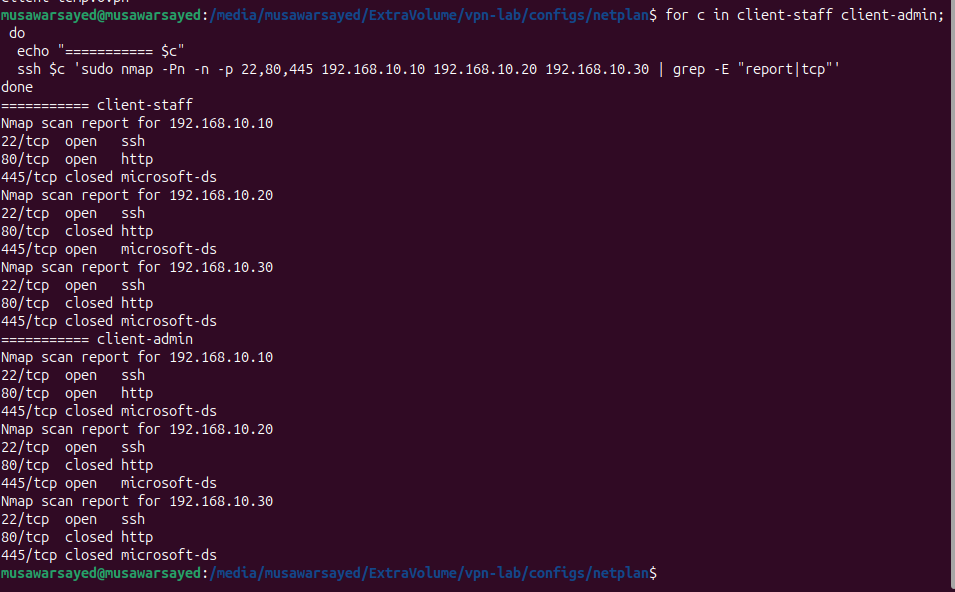 musawarsayed@musawarsayed:/media/musawarsayed/ExtraVolume/vpn-lab/configs/netplan$ for c in client-staff client-admin;
 do
  echo "=========== $c"
  ssh $c 'sudo nmap -Pn -n -p 22,80,445 192.168.10.10 192.168.10.20 192.168.10.30 | grep -E "report|tcp"'
done
=========== client-staff
Nmap scan report for 192.168.10.10
22/tcp  open   ssh
80/tcp  open   http
445/tcp closed microsoft-ds
Nmap scan report for 192.168.10.20
22/tcp  open   ssh
80/tcp  closed http
445/tcp open   microsoft-ds
Nmap scan report for 192.168.10.30
22/tcp  open   ssh
80/tcp  closed http
445/tcp closed microsoft-ds
=========== client-admin
Nmap scan report for 192.168.10.10
22/tcp  open   ssh
80/tcp  open   http
445/tcp closed microsoft-ds
Nmap scan report for 192.168.10.20
22/tcp  open   ssh
80/tcp  closed http
445/tcp open   microsoft-ds
Nmap scan report for 192.168.10.30
22/tcp  open   ssh
80/tcp  closed http
445/tcp closed microsoft-ds
musawarsayed@musawarsayed:/media/musawarsayed/ExtraVolume/vpn-lab/configs/netplan$